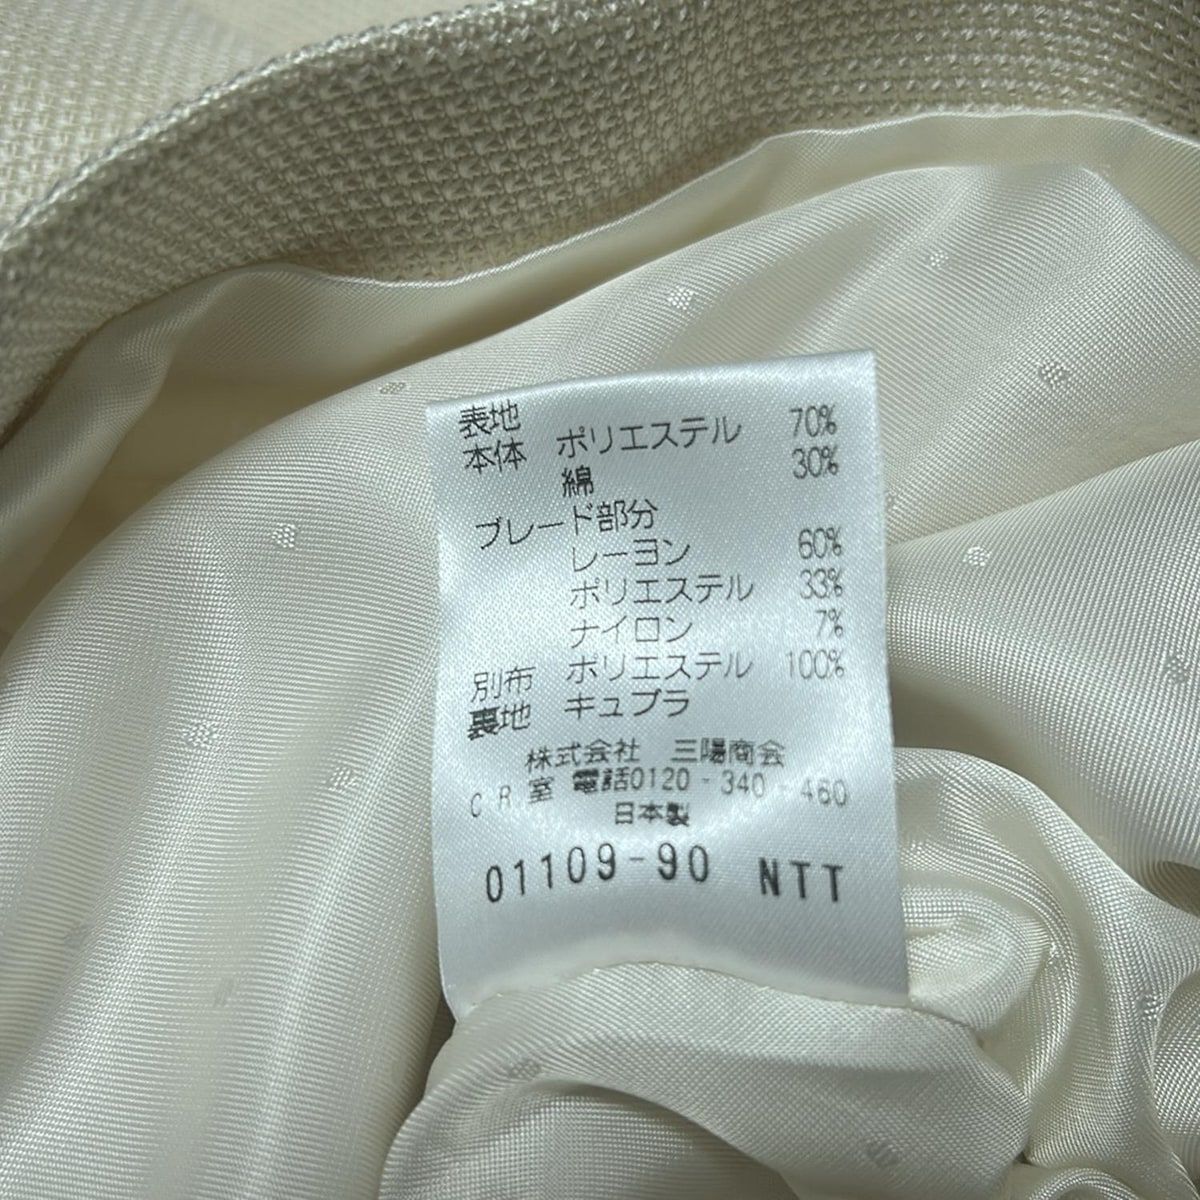 表地
本体 ポリエステル 70%
綿 30%
ブレード部分
レーヨン 60%
ポリエステル 33%
ナイロン 7%
別布 ポリエステル 100%
裏地 キュプラ
株式会社 三陽商会
CR室 電話0120-340-460
日本製
01109-90 NTT